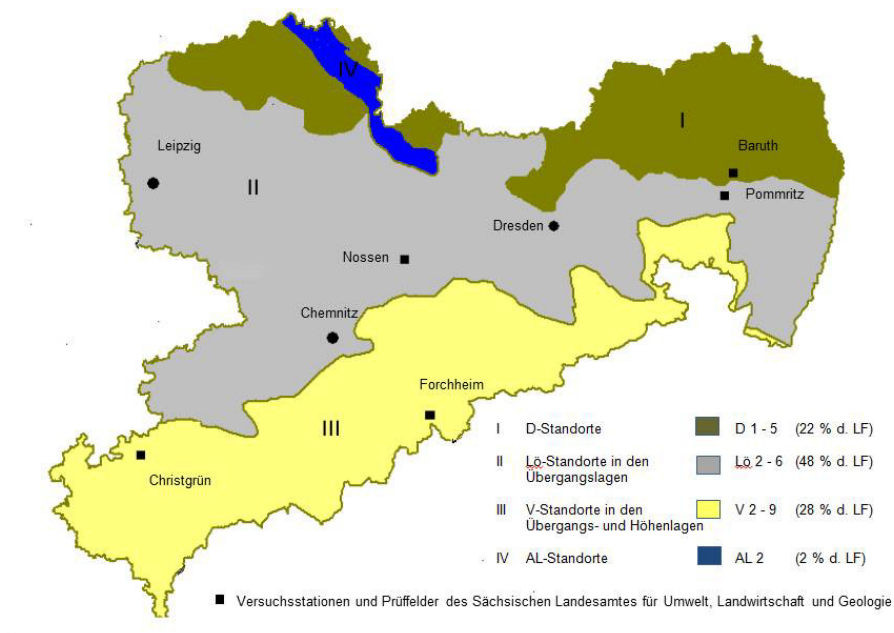 IV
I
Baruth
Leipzig
II
Pommritz
Dresden
Nossen
Chemnitz
Forchheim
III
Christgrün
I D-Standorte D 1 - 5 (22 % d. LF)
II Lö-Standorte in den Übergangslagen Lö 2 - 6 (48 % d. LF)
III V-Standorte in den Übergangs- und Höhenlagen V 2 - 9 (28 % d. LF)
IV AL-Standorte AL 2 (2 % d. LF)
Versuchsstationen und Prüffelder des Sächsischen Landesamtes für Umwelt, Landwirtschaft und Geologie